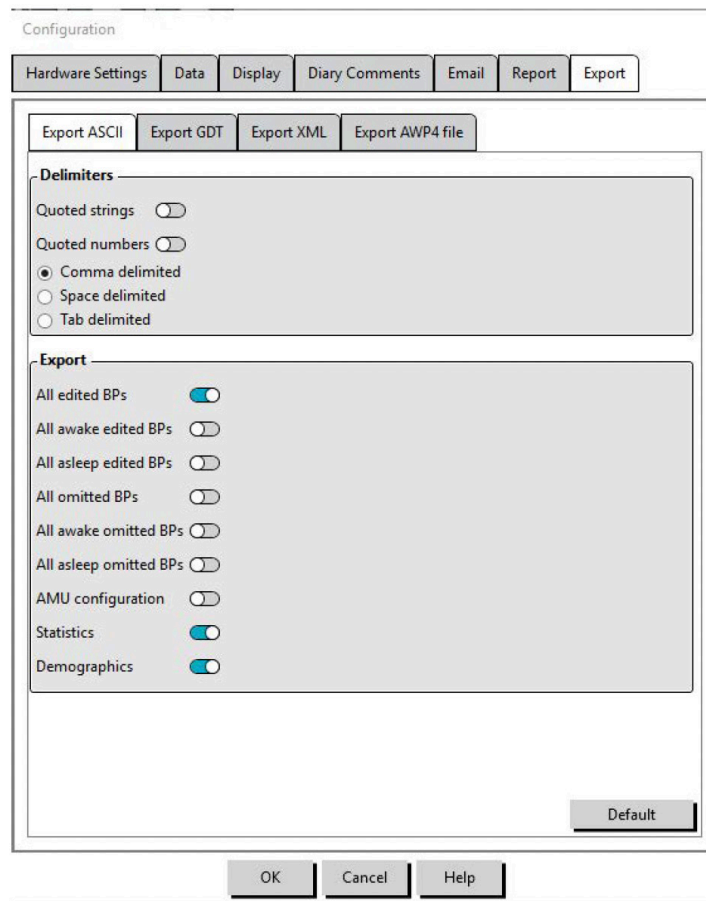 Configuration
Hardware Settings Data Display Diary Comments Email Report Export
Export ASCII Export GDT Export XML Export AWP4 file
Delimiters
Quoted strings
Quoted numbers
Comma delimited
Space delimited
Tab delimited
Export
All edited BPs
All awake edited BPs
All asleep edited BPs
All omitted BPs
All awake omitted BPs
All asleep omitted BPs
AMU configuration
Statistics
Demographics
Default
OK Cancel Help